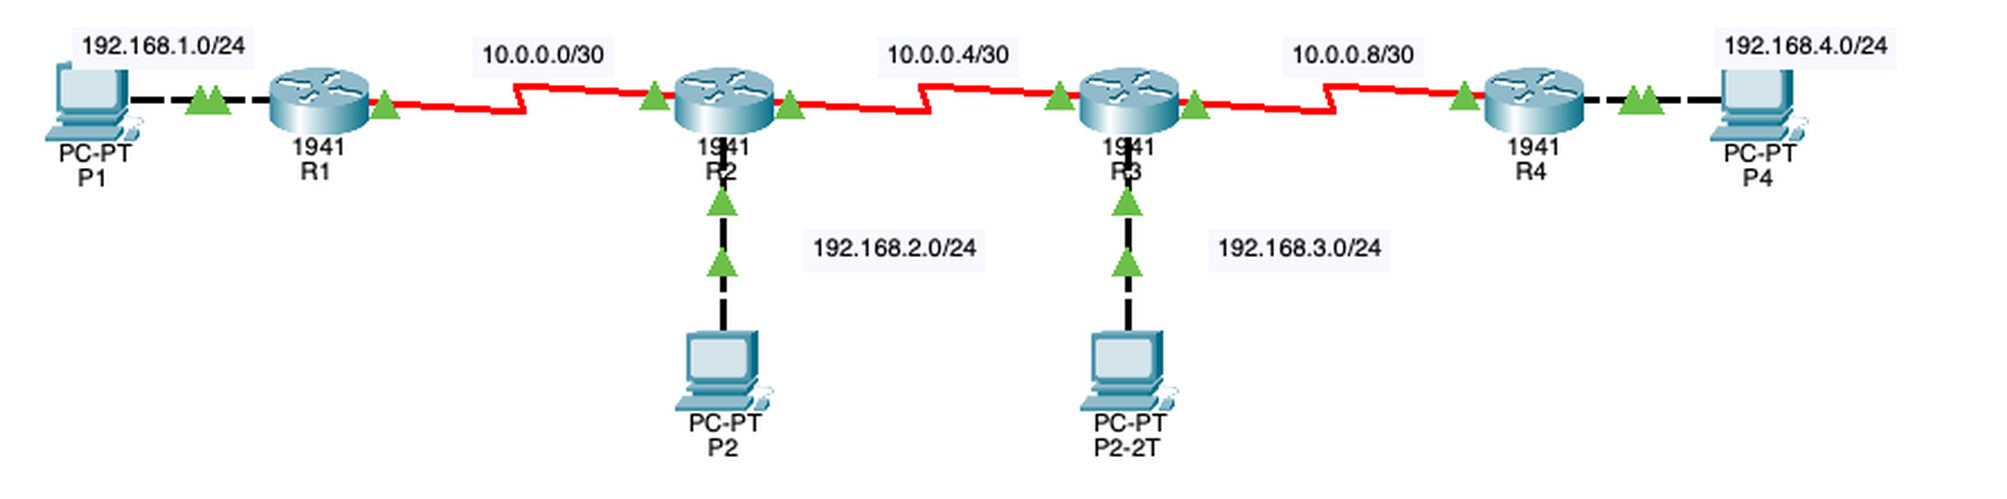 192.168.1.0/24
10.0.0.0/30
10.0.0.4/30
10.0.0.8/30
192.168.4.0/24
PC-PT
P1
1941
R1
1941
R2
1941
R3
1941
R4
PC-PT
P4
192.168.2.0/24
192.168.3.0/24
PC-PT
P2
PC-PT
P2-2T